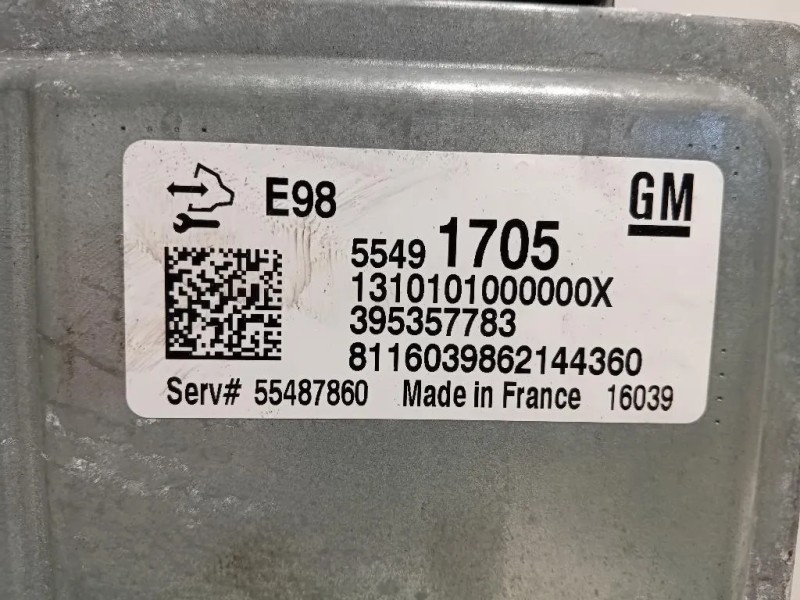 E98 GM
5549 1705
1310101000000X
395357783
8116039862144360
Serv# 55487860 Made in France 16039